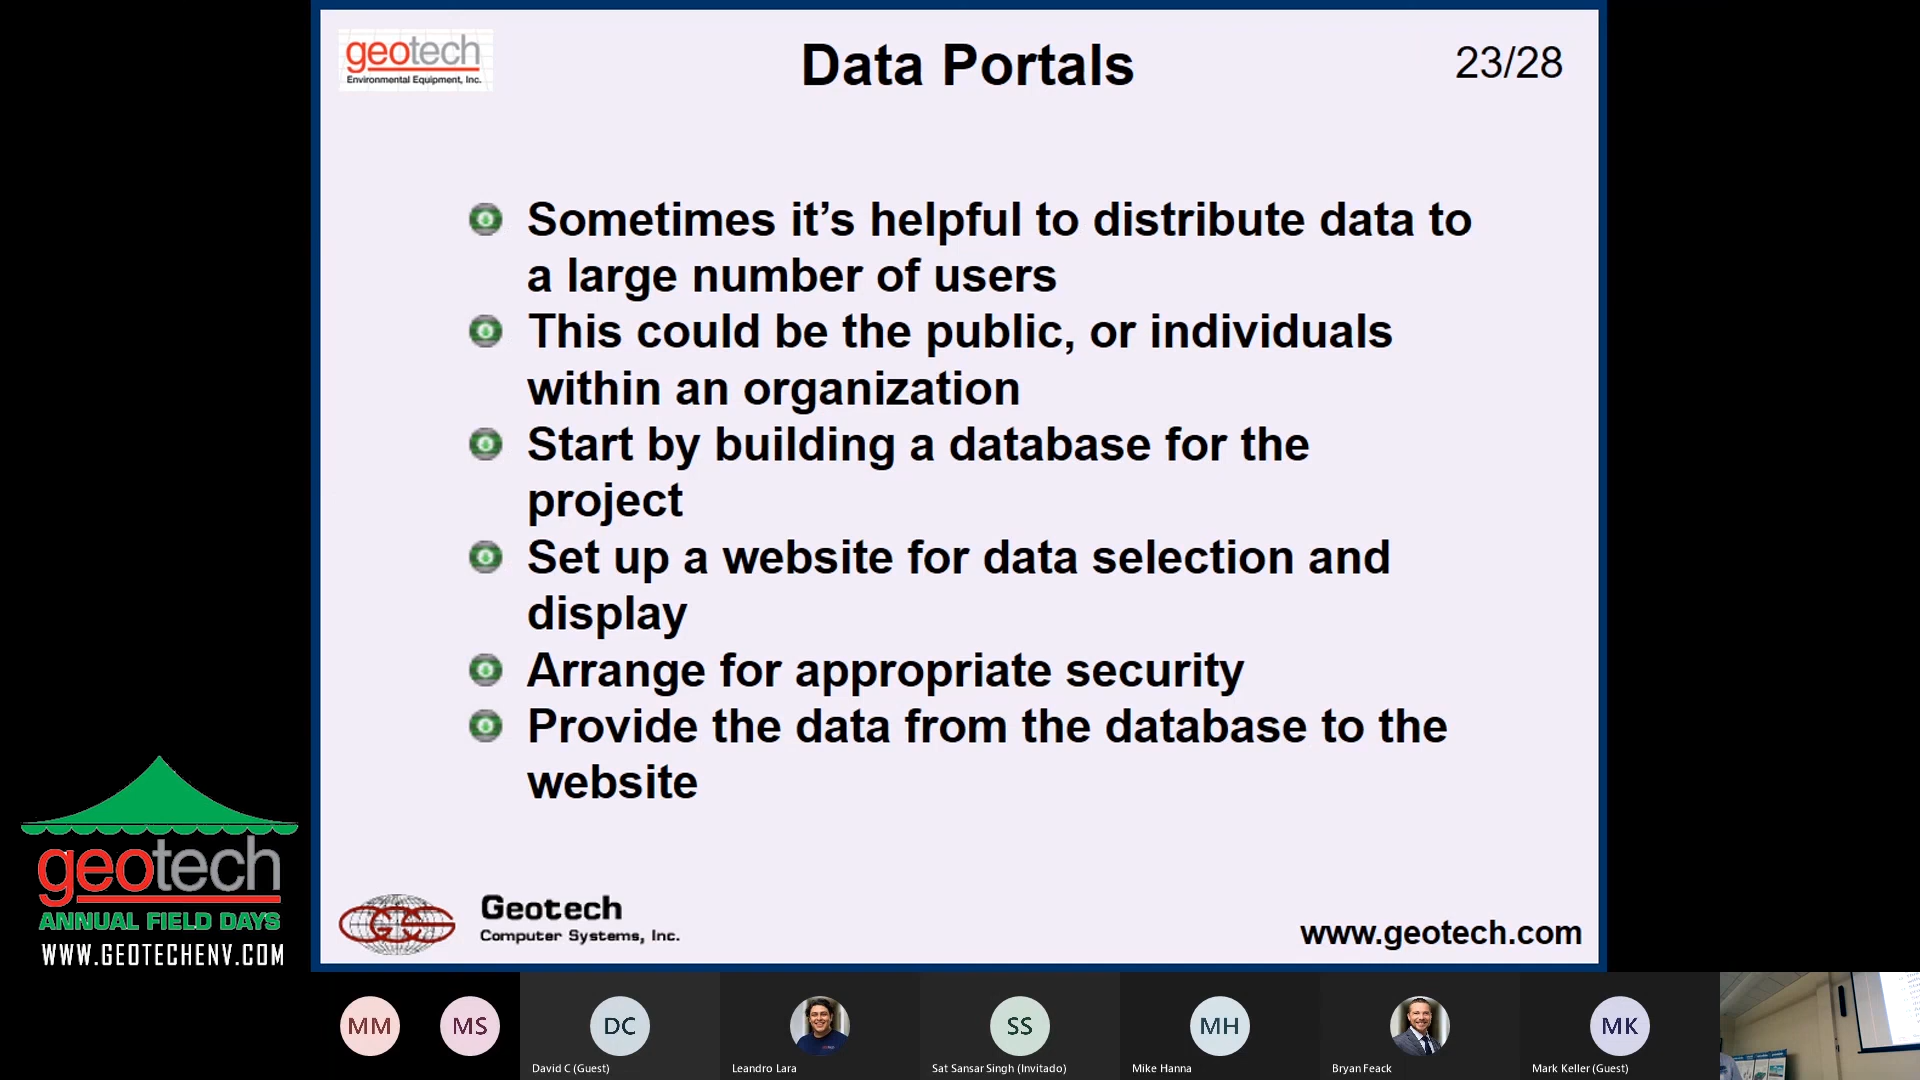 geotech
Environmental Equipment, Inc.
Data Portals
23/28
Sometimes it's helpful to distribute data to
a large number of users
This could be the public, or individuals
within an organization
Start by building a database for the
project
Set up a website for data selection and
display
Arrange for appropriate security
Provide the data from the database to the
website
GCS
Geotech
Computer Systems, Inc.
www.geotech.com
geotech
ANNUAL FIELD DAYS
WWW.GEOTECHENV.COM
MM
MS
DC
SS
MH
MK
David C (Guest)
Leandro Lara
Sat Sansar Singh (Invitado)
Mike Hanna
Bryan Feack
Mark Keller (Guest)